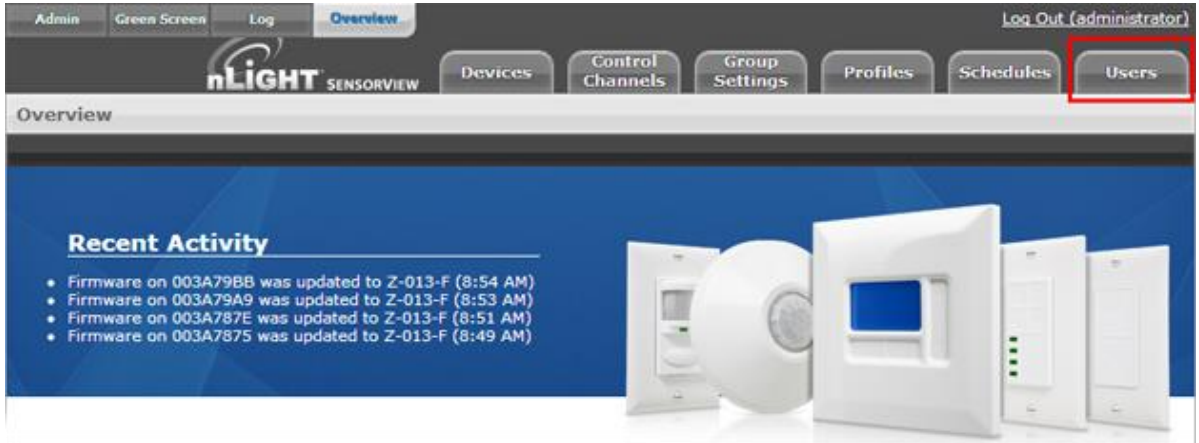 Admin Green Screen Log Overview Log Out (administrator)
nLIGHT SENSORVIEW Devices Control Channels Group Settings Profiles Schedules Users
Overview
Recent Activity
• Firmware on 003A79BB was updated to Z-013-F (8:54 AM)
• Firmware on 003A79A9 was updated to Z-013-F (8:53 AM)
• Firmware on 003A787E was updated to Z-013-F (8:51 AM)
• Firmware on 003A7875 was updated to Z-013-F (8:49 AM)